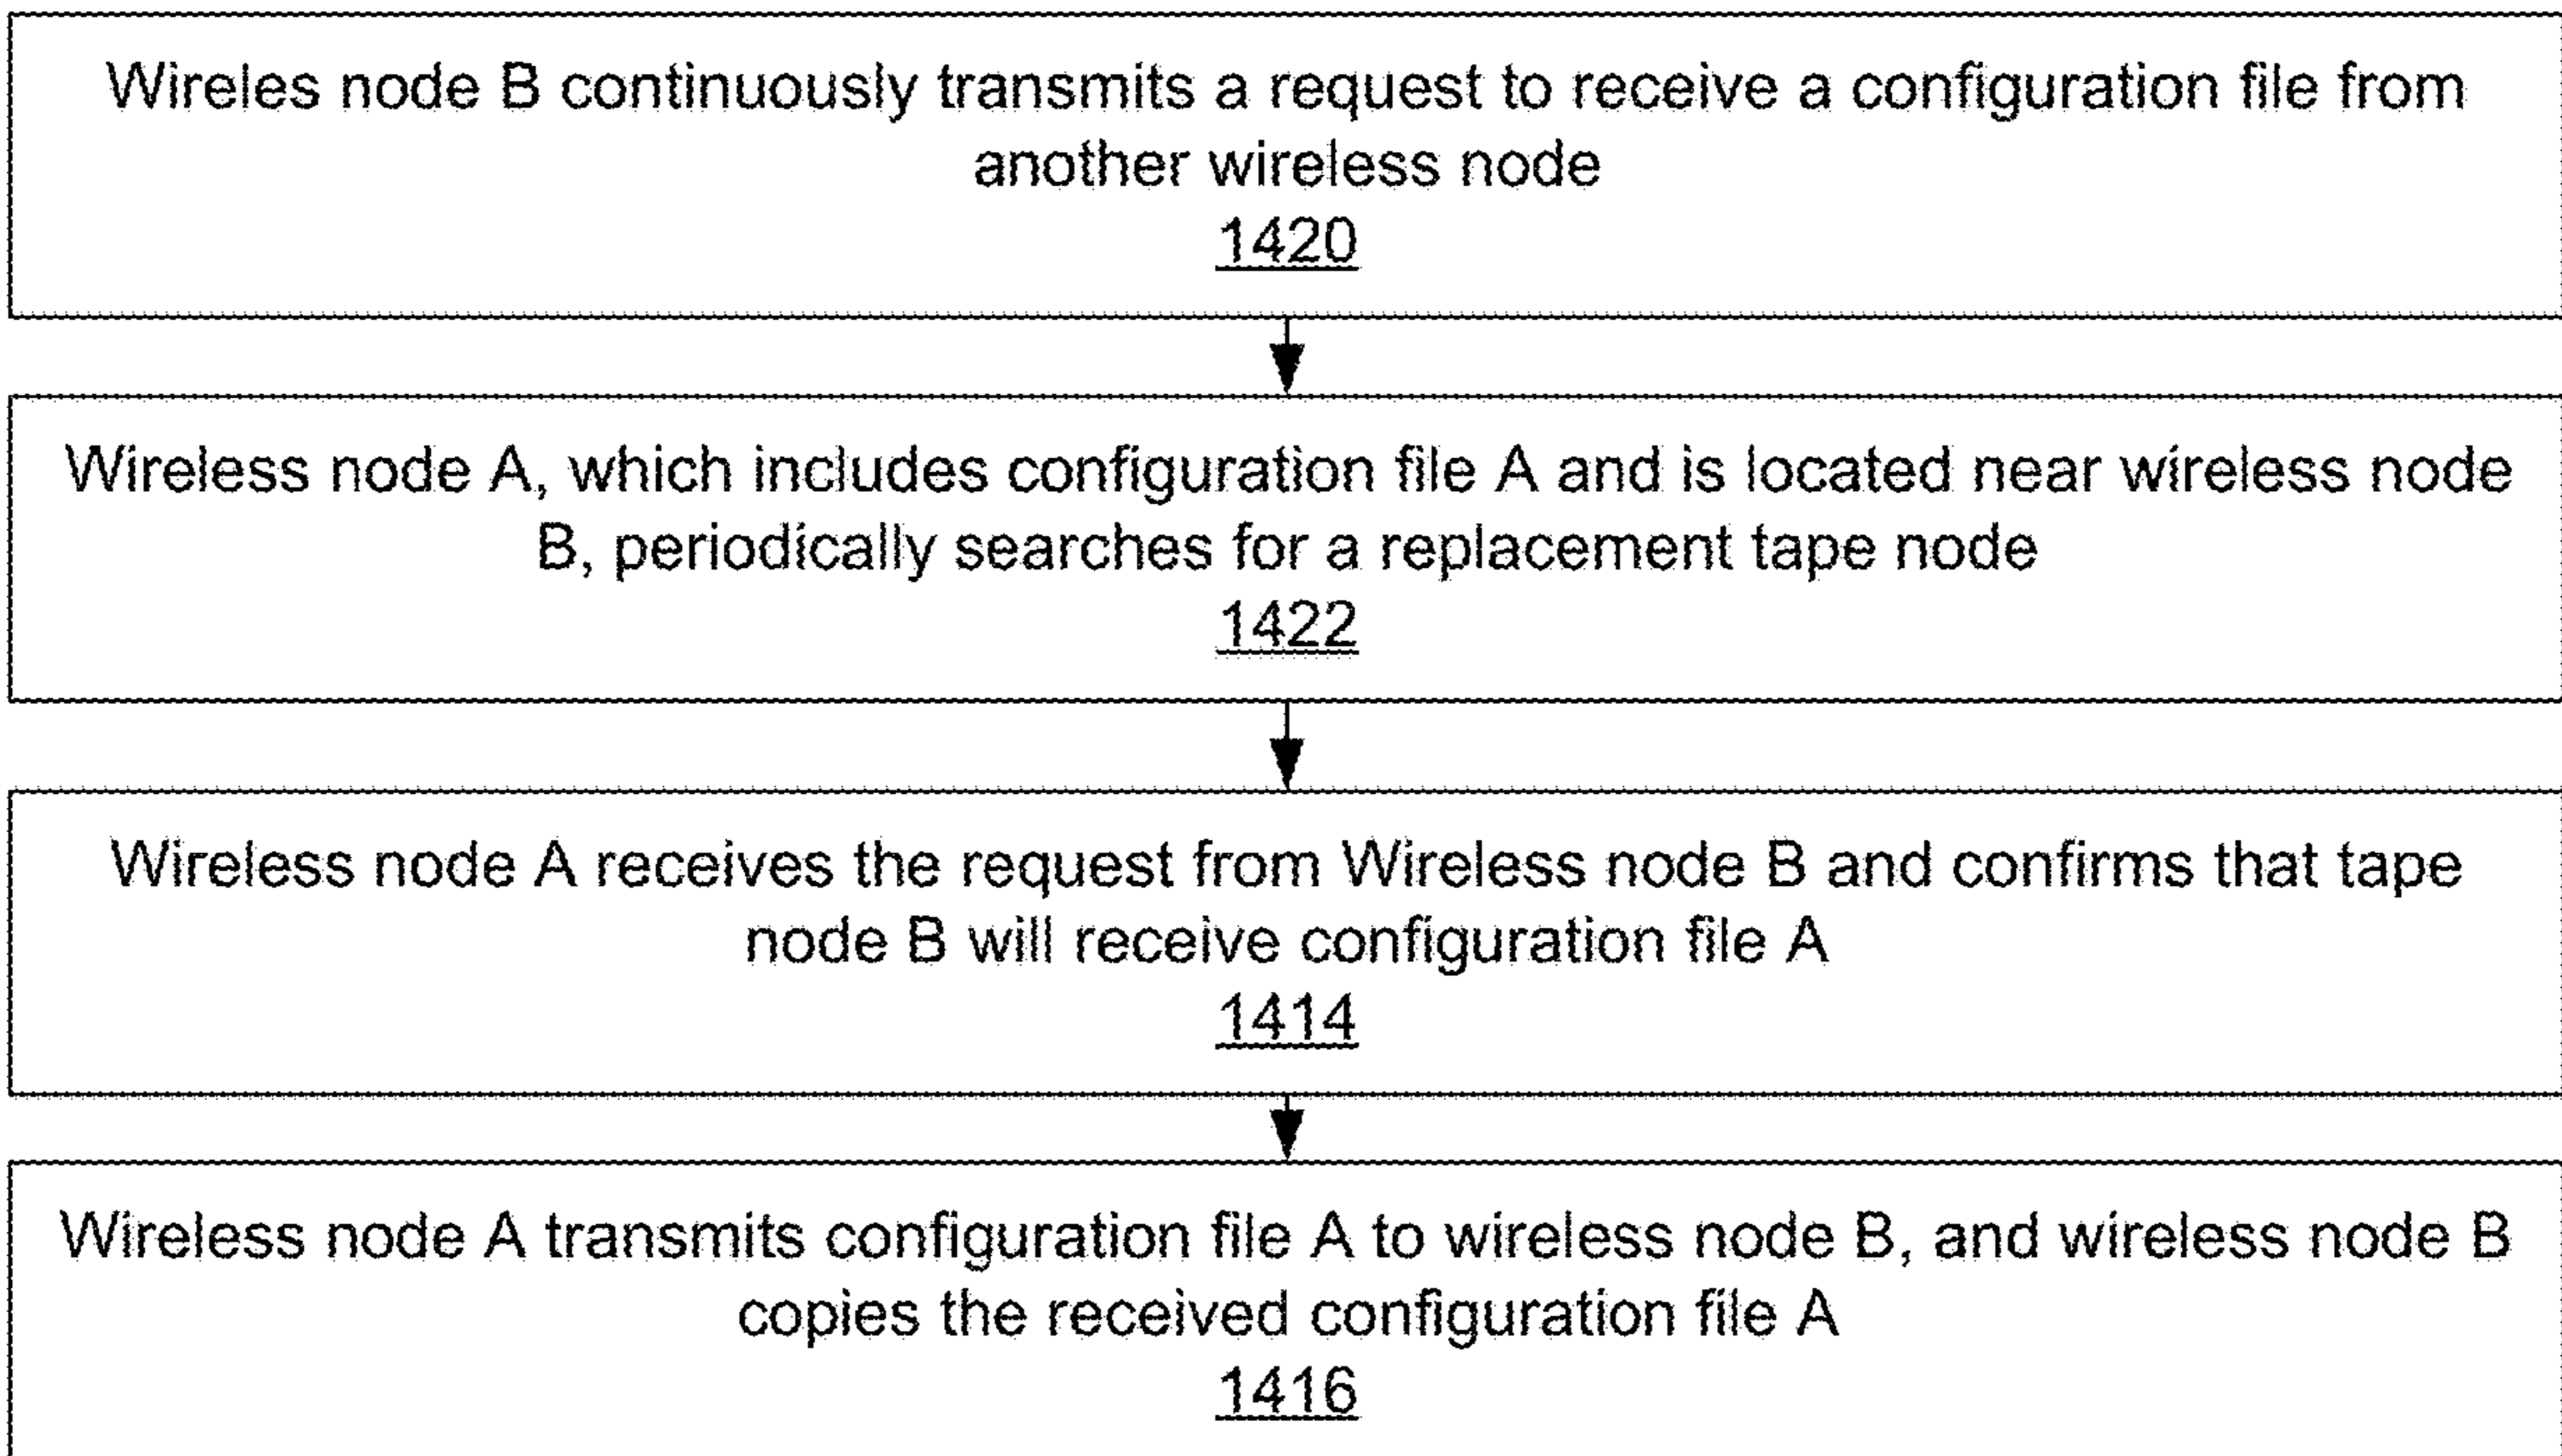 Wireles node B continuously transmits a request to receive a configuration file from
another wireless node
1420
Wireless node A, which includes configuration file A and is located near wireless node
B, periodically searches for a replacement tape node
1422
Wireless node A receives the request from Wireless node B and confirms that tape
node B will receive configuration file A
1414
Wireless node A transmits configuration file A to wireless node B, and wireless node B
copies the received configuration file A
1416